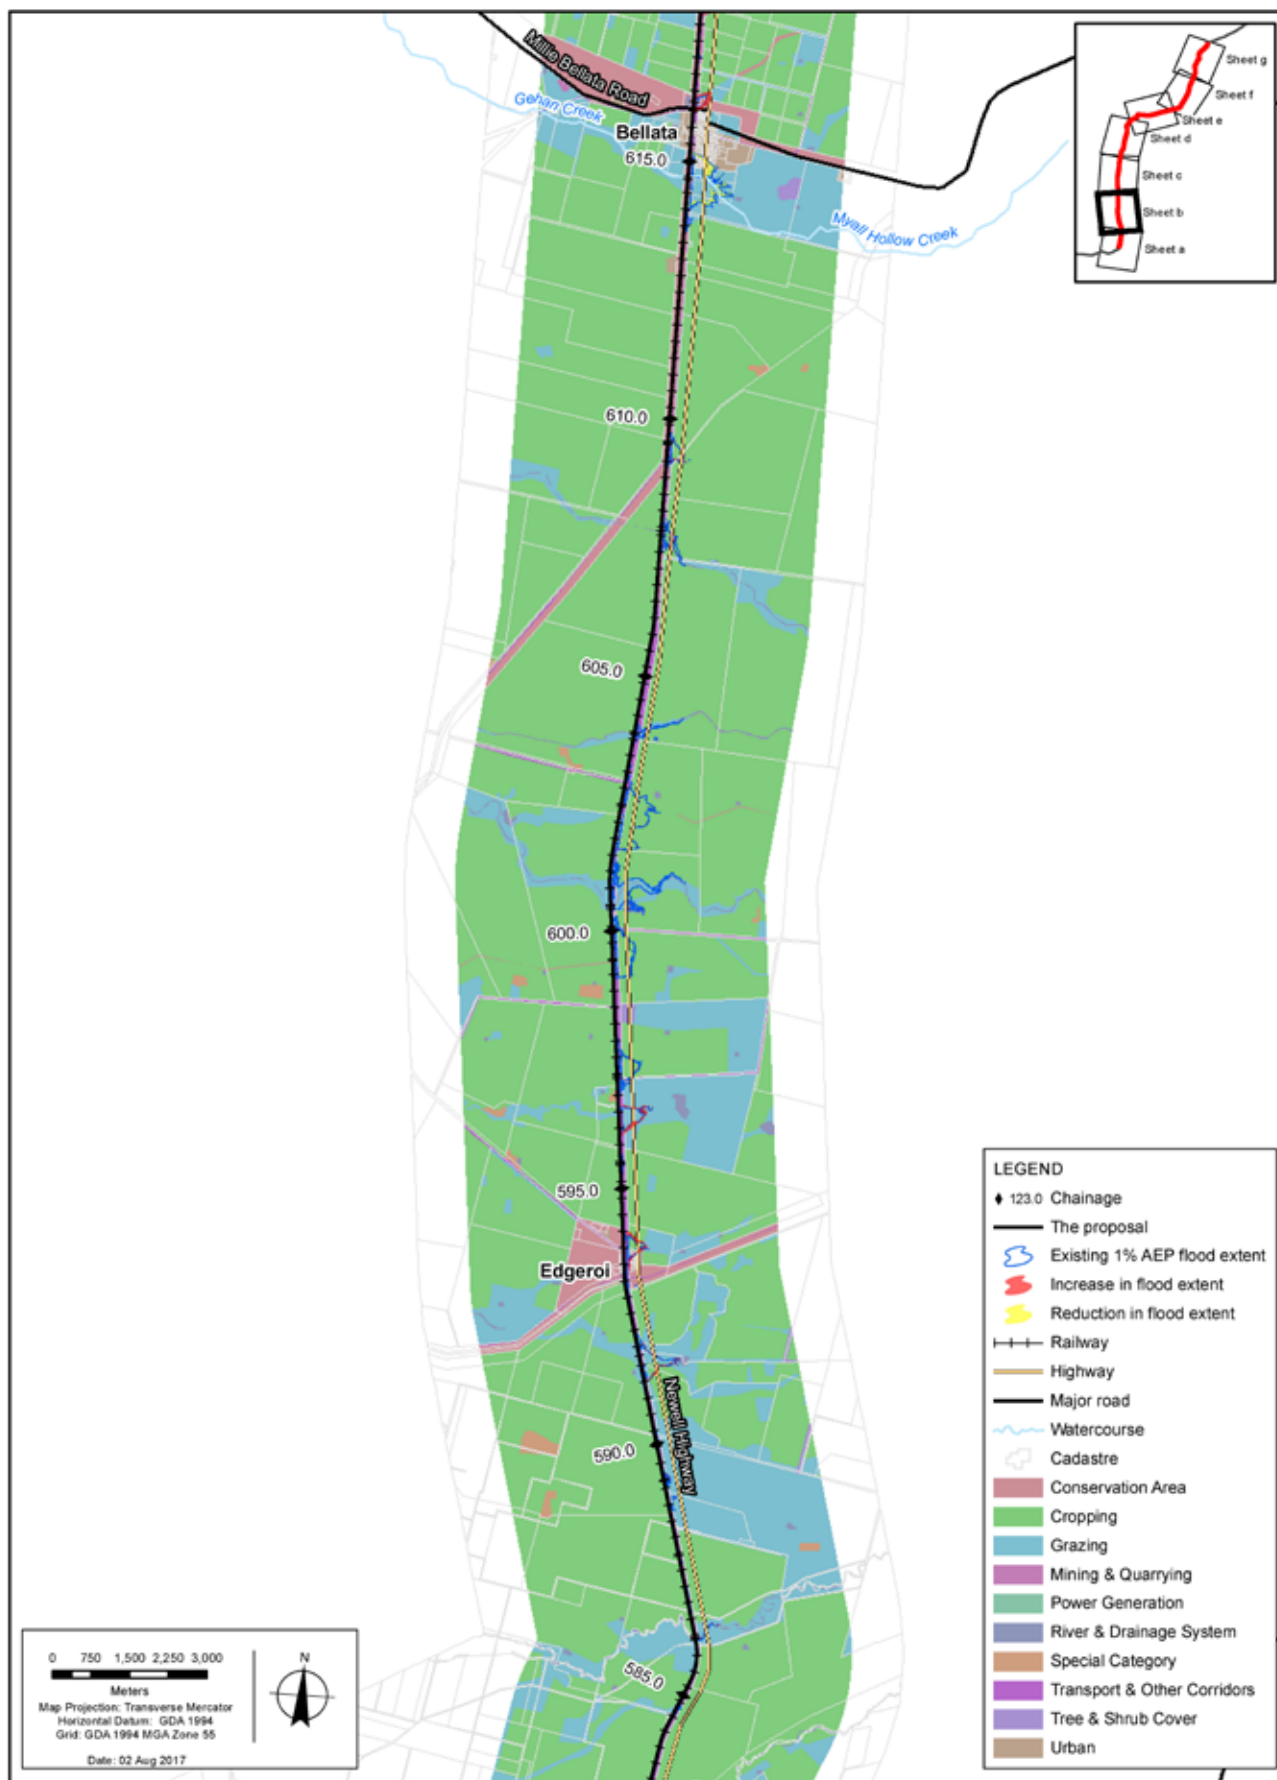 Millie Bellata Road
Gehan Creek
Bellata
615.0
Myall Hollow Creek
Sheet g
Sheet f
Sheet e
Sheet d
Sheet c
Sheet b
Sheet a
610.0
605.0
600.0
595.0
Edgeroi
Newell Highway
590.0
585.0
LEGEND
123.0 Chainage
The proposal
Existing 1% AEP flood extent
Increase in flood extent
Reduction in flood extent
Railway
Highway
Major road
Watercourse
Cadastre
Conservation Area
Cropping
Grazing
Mining & Quarrying
Power Generation
River & Drainage System
Special Category
Transport & Other Corridors
Tree & Shrub Cover
Urban
0 750 1,500 2,250 3,000
Meters
Map Projection: Transverse Mercator
Horizontal Datum: GDA 1994
Grid: GDA 1994 MGA Zone 55
Date: 02 Aug 2017
N